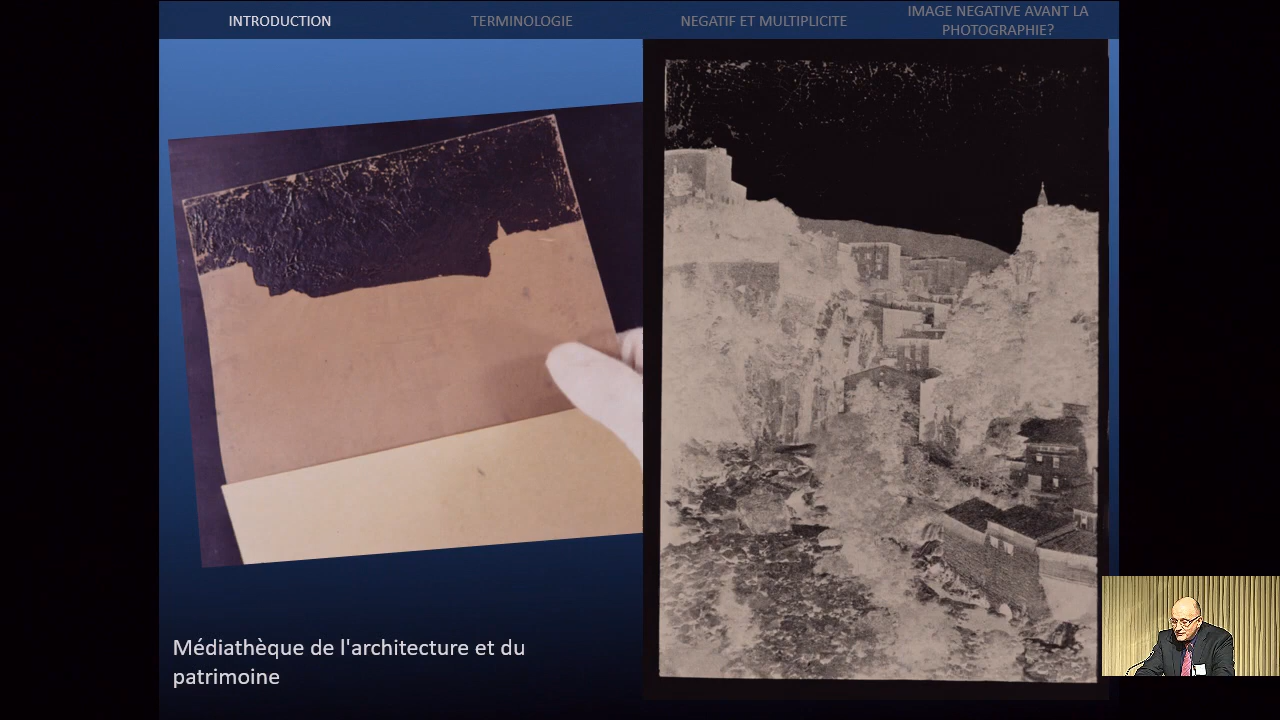 INTRODUCTION
TERMINOLOGIE
NEGATIF ET MULTIPLICITE
IMAGE NEGATIVE AVANT LA
PHOTOGRAPHIE?
Médiathèque de l'architecture et du
patrimoine